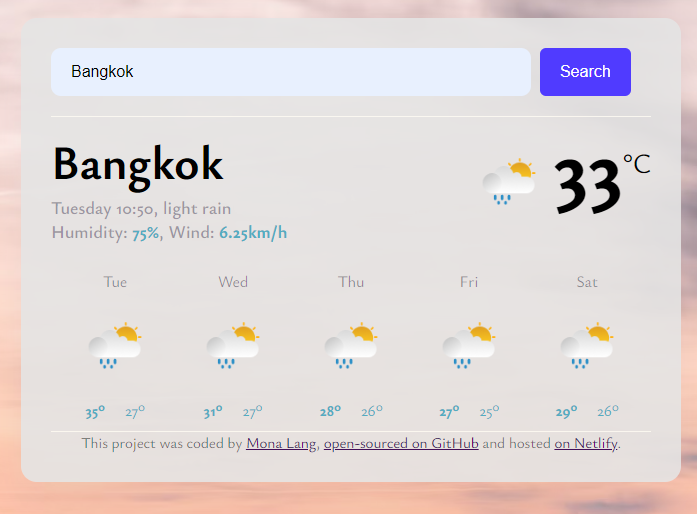 Bangkok
Search
Bangkok
33°C
Tuesday 10:50, light rain
Humidity: 75%, Wind: 6.25km/h
Tue Wed Thu Fri Sat
35° 27° 31° 27° 28° 26° 27° 25° 29° 26°
This project was coded by Mona Lang, open-sourced on GitHub and hosted on Netlify.